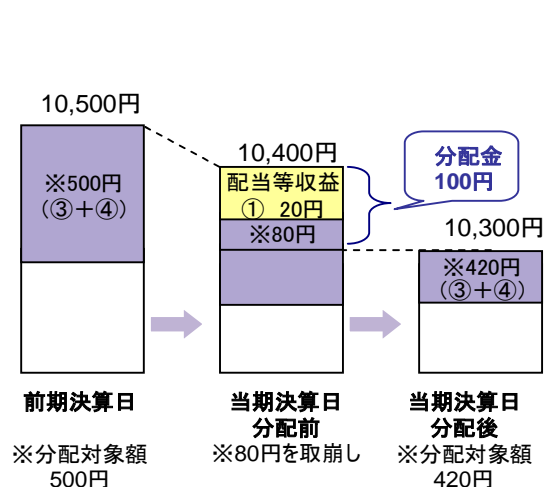 10,500円
※500円
(③+④)
10,400円
配当等収益
① 20円
※80円
分配金
100円
10,300円
※420円
(③+④)
前期決算日
※分配対象額
500円
当期決算日
分配前
※80円を取崩し
当期決算日
分配後
※分配対象額
420円